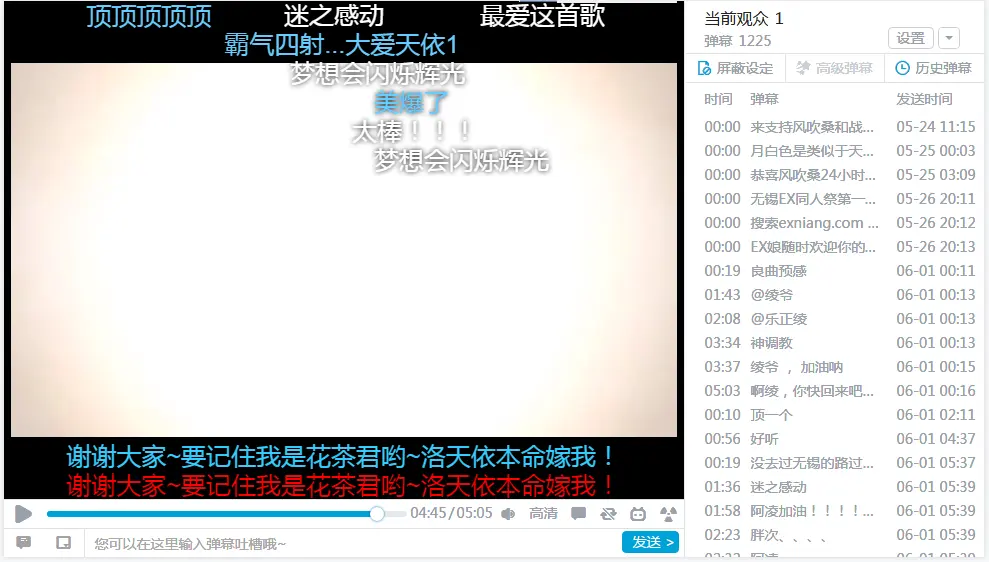 顶顶顶顶顶 迷之感动 最爱这首歌
霸气四射...大爱天依1
梦想会闪烁辉光
美爆了
太棒！！！
梦想会闪烁辉光
谢谢大家~要记住我是花茶君哟~洛天依本命嫁我！
谢谢大家~要记住我是花茶君哟~洛天依本命嫁我！
04:45/05:05 高清
您可以在这里输入弹幕吐槽哦~ 发送 >
当前观众 1
弹幕 1225 设置
屏蔽设定 高级弹幕 历史弹幕
时间 弹幕 发送时间
00:00 来支持风吹桑和战... 05-24 11:15
00:00 月白色是类似于天... 05-25 00:03
00:00 恭喜风吹桑24小时... 05-25 03:09
00:00 无锡EX同人祭第一... 05-26 20:11
00:00 搜索exniang.com ... 05-26 20:12
00:00 EX娘随时欢迎你的... 05-26 20:13
00:19 良曲预感 06-01 00:11
01:43 @绫爷 06-01 00:13
02:08 @乐正绫 06-01 00:13
03:34 神调教 06-01 00:13
03:37 绫爷 ，加油呐 06-01 00:15
05:03 啊绫，你快回来吧... 06-01 00:16
00:10 顶一个 06-01 02:11
00:56 好听 06-01 04:37
00:19 没去过无锡的路过... 06-01 05:37
01:36 迷之感动 06-01 05:39
01:58 阿凌加油！！！！... 06-01 05:39
02:23 胖次、、、、 06-01 05:39